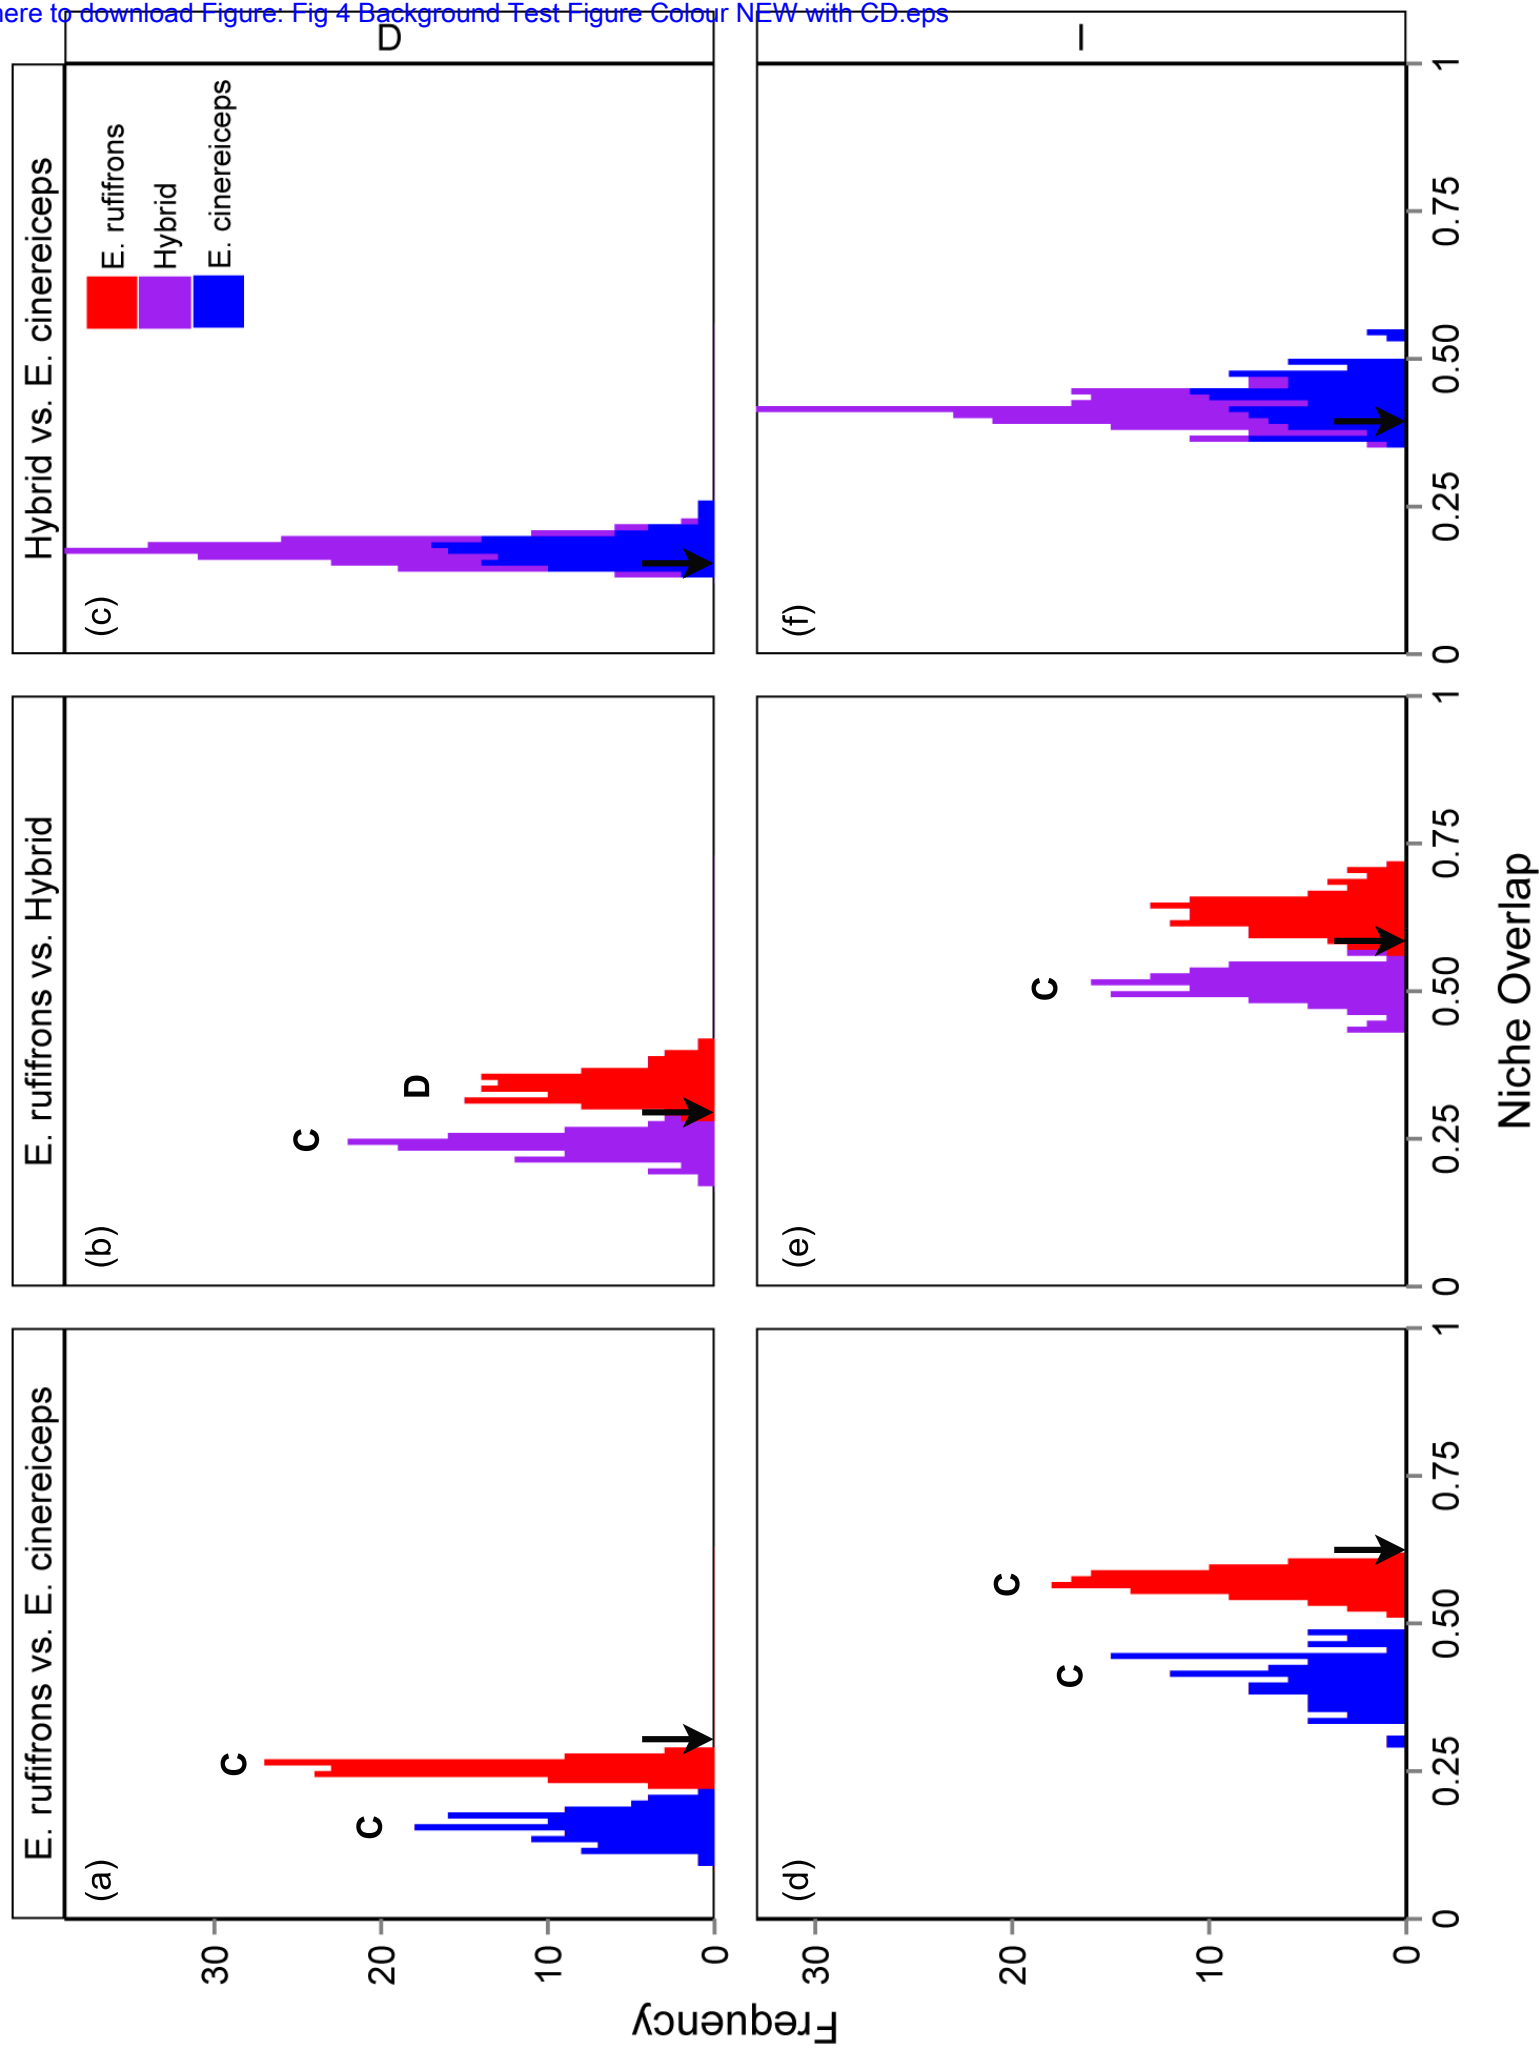 here to download Figure: Fig 4 Background Test Figure Colour NEW with CD.eps
E. rufifrons vs. E. cinereiceps
E. rufifrons vs. Hybrid
Hybrid vs. E. cinereiceps
(a)
C
C
(b)
C
D
(c)
E. rufifrons
Hybrid
E. cinereiceps
D
30
20
10
0
(d)
C
C
(e)
C
(f)
I
30
20
10
0
Frequency
0 0.25 0.50 0.75 1
0 0.25 0.50 0.75 1
0 0.25 0.50 0.75 1
Niche Overlap